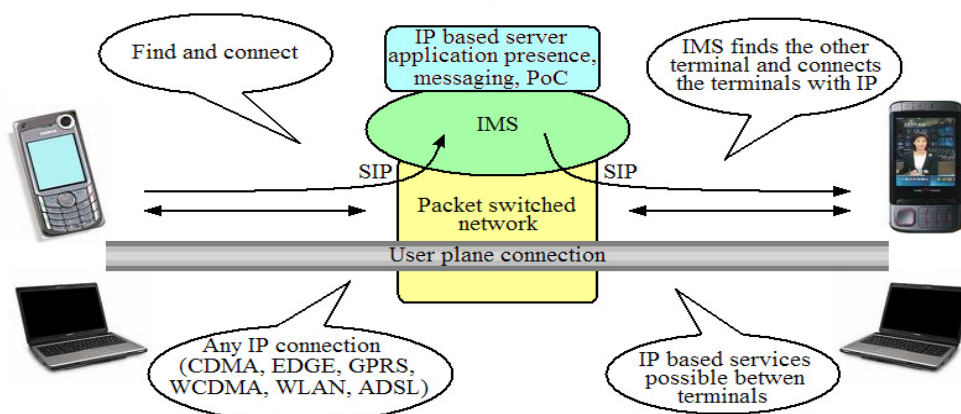 Find and connect
IP based server
application presence,
messaging, PoC
IMS finds the other
terminal and connects
the terminals with IP
IMS
SIP
SIP
Packet switched
network
User plane connection
Any IP connection
(CDMA, EDGE, GPRS,
WCDMA, WLAN, ADSL)
IP based services
possible betwen
terminals